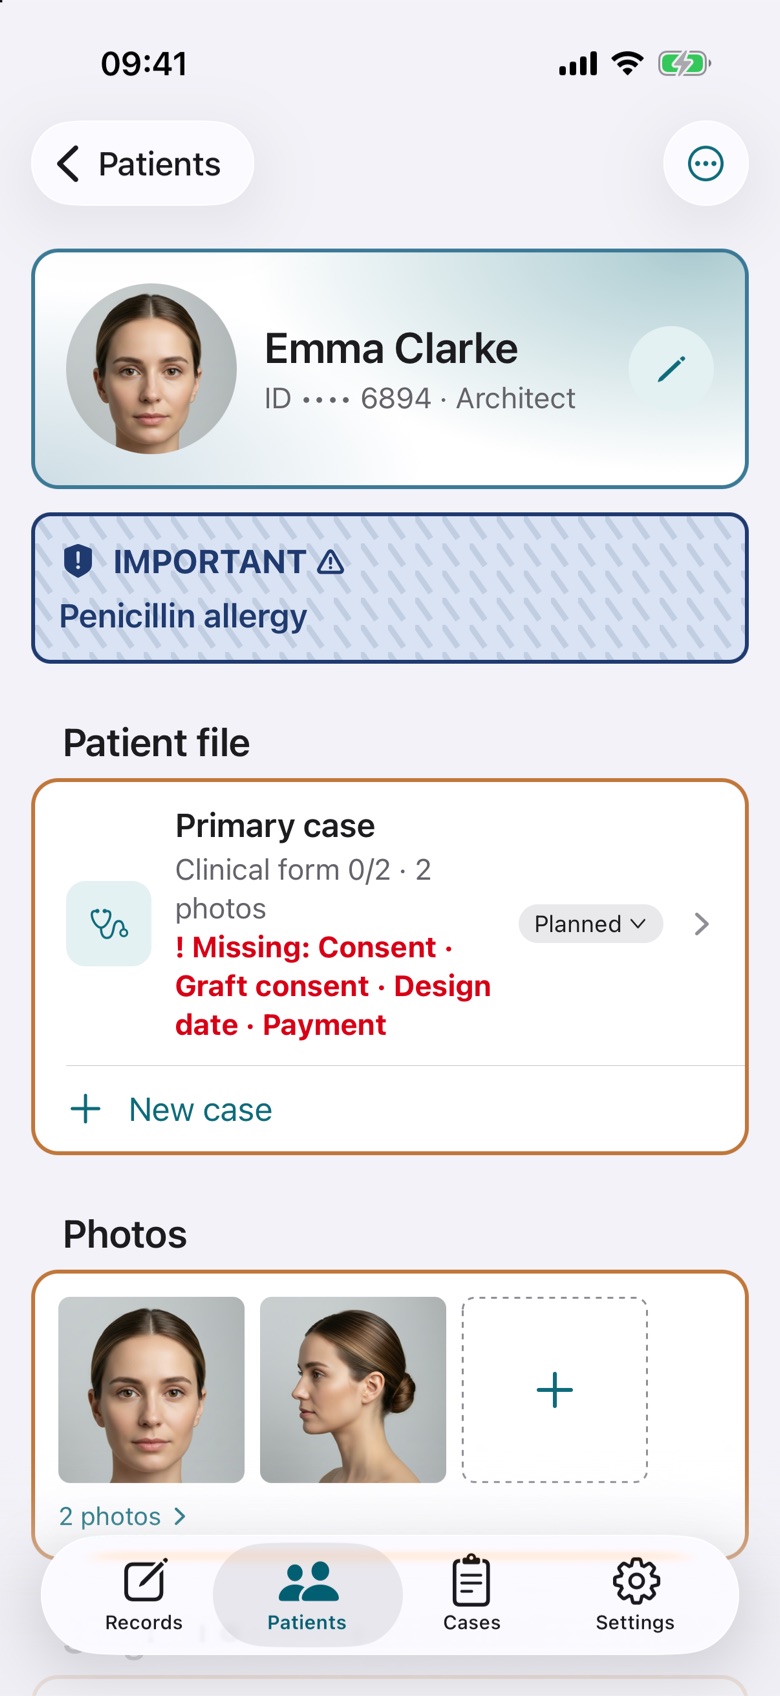 09:41
Patients
Emma Clarke
ID •••• 6894 · Architect
IMPORTANT
Penicillin allergy
Patient file
Primary case
Clinical form 0/2 · 2
photos
! Missing: Consent ·
Graft consent · Design
date · Payment
Planned
New case
Photos
2 photos
Records
Patients
Cases
Settings